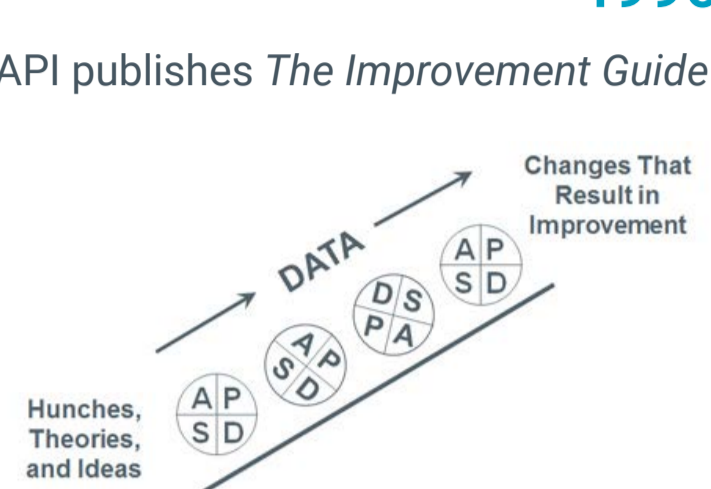 API publishes The Improvement Guide
Changes That
Result in
Improvement
DATA
A P
S D
D S
P A
A P
S D
A P
S D
Hunches,
Theories,
and Ideas